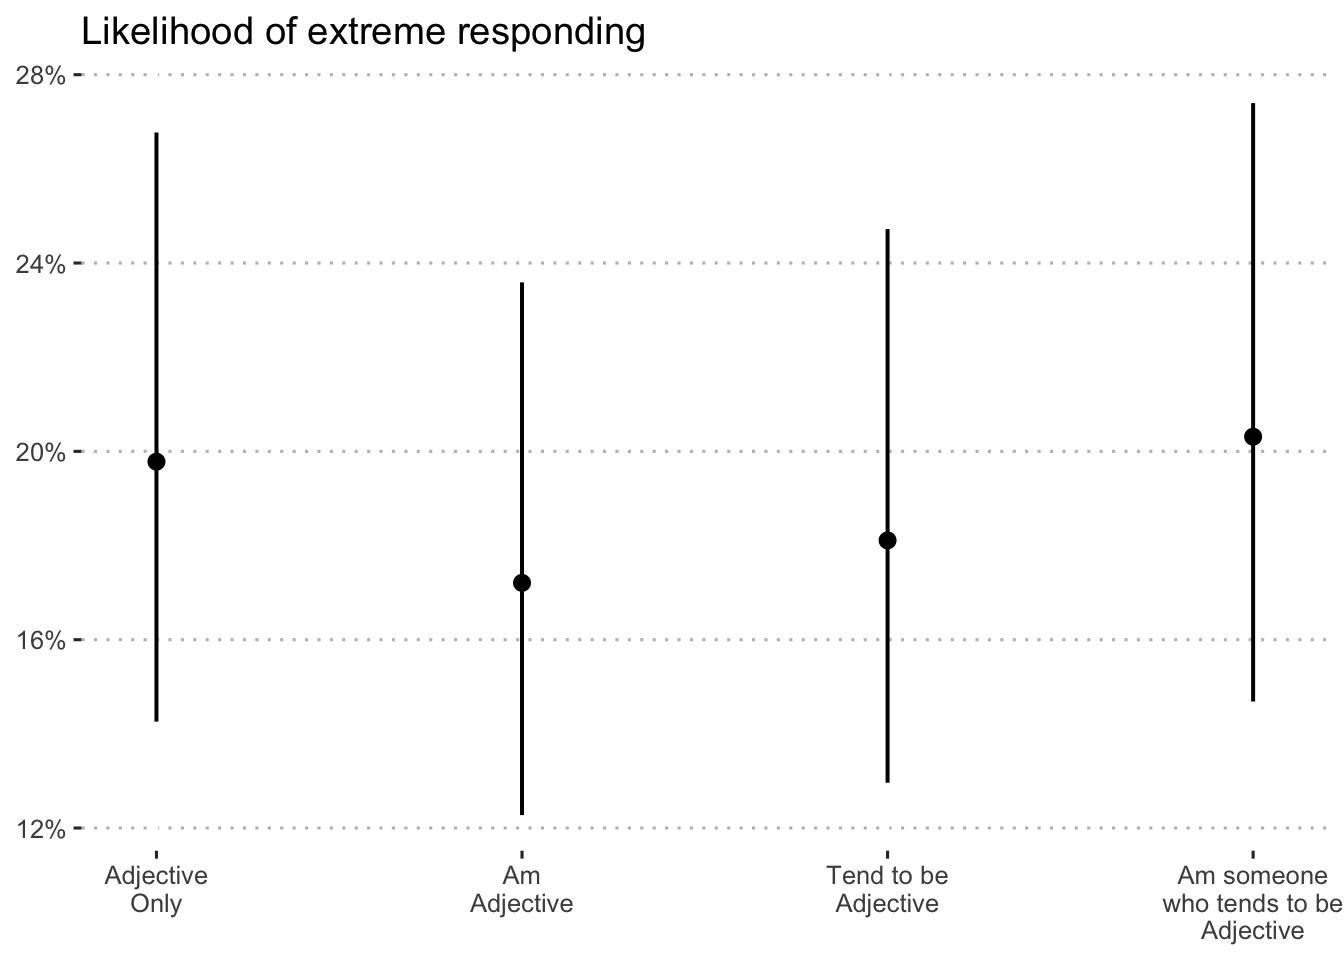 Likelihood of extreme responding
28%
24%
20%
16%
12%
Adjective
Only
Am
Adjective
Tend to be
Adjective
Am someone
who tends to be
Adjective